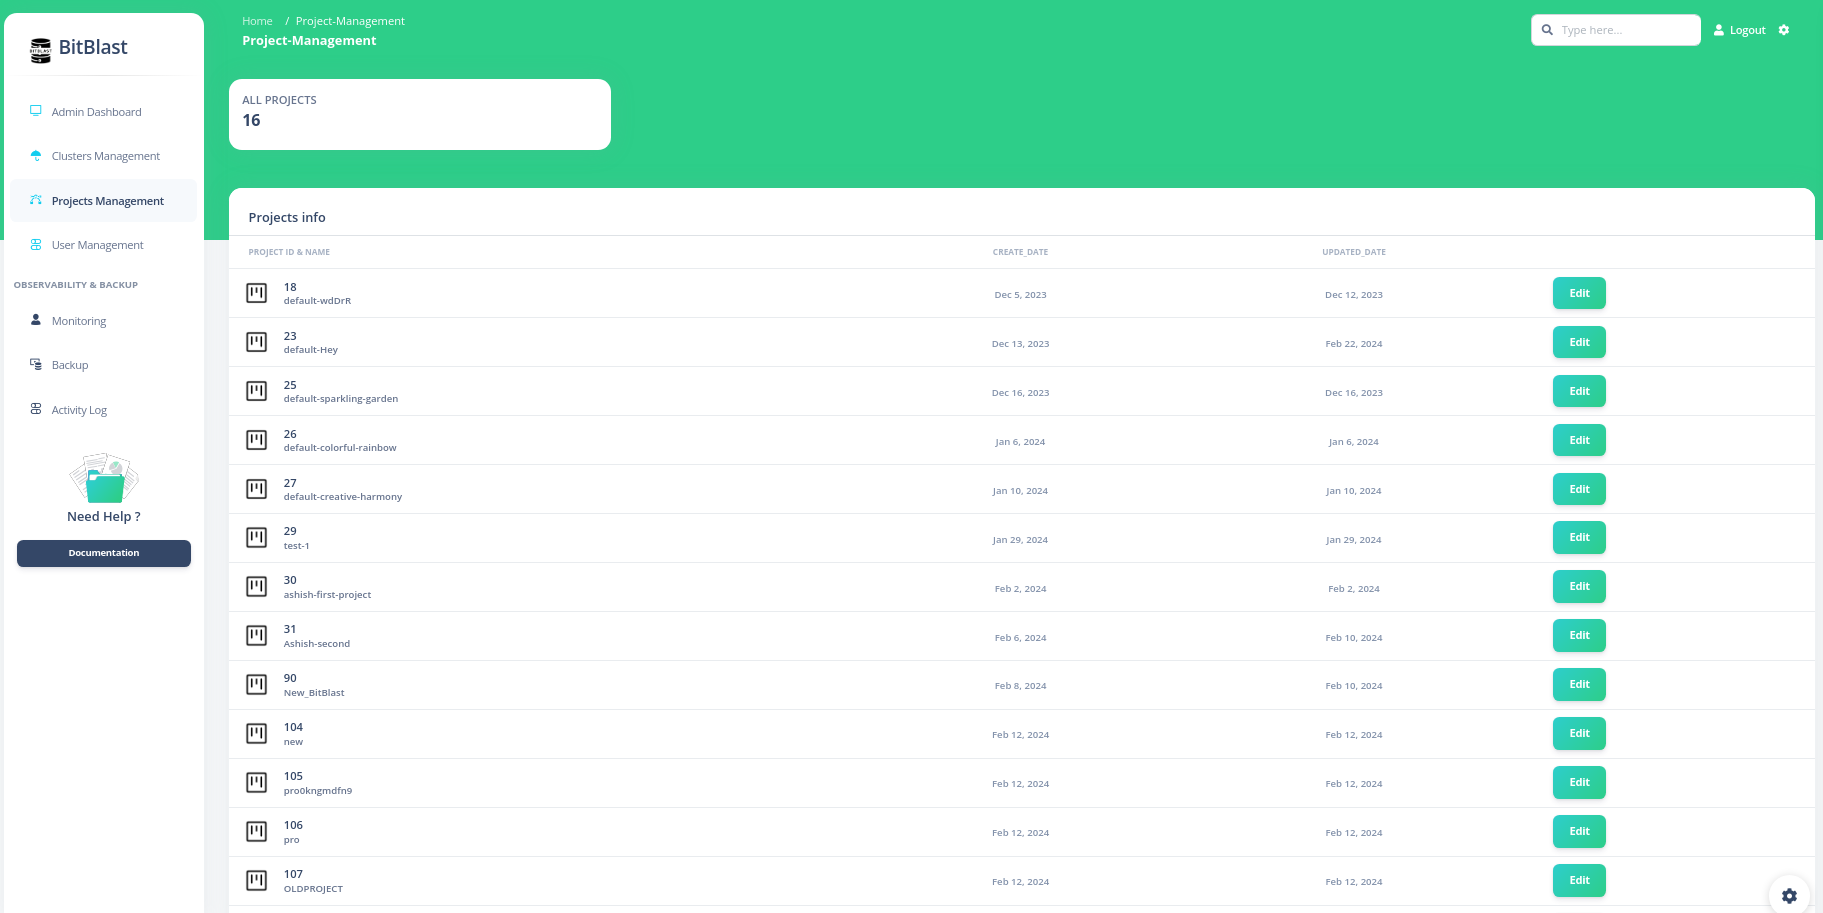 BitBlast
Admin Dashboard
Clusters Management
Projects Management
User Management
OBSERVABILITY & BACKUP
Monitoring
Backup
Activity Log
Need Help ?
Documentation
Home / Project-Management
Project-Management
Type here...
Logout
ALL PROJECTS
16
Projects info
PROJECT ID & NAME CREATE_DATE UPDATED_DATE
18
default-wdDrR Dec 5, 2023 Dec 12, 2023 Edit
23
default-Hey Dec 13, 2023 Feb 22, 2024 Edit
25
default-sparkling-garden Dec 16, 2023 Dec 16, 2023 Edit
26
default-colorful-rainbow Jan 6, 2024 Jan 6, 2024 Edit
27
default-creative-harmony Jan 10, 2024 Jan 10, 2024 Edit
29
test-1 Jan 29, 2024 Jan 29, 2024 Edit
30
ashish-first-project Feb 2, 2024 Feb 2, 2024 Edit
31
Ashish-second Feb 6, 2024 Feb 10, 2024 Edit
90
New_BitBlast Feb 8, 2024 Feb 10, 2024 Edit
104
new Feb 12, 2024 Feb 12, 2024 Edit
105
pro0kngmdfn9 Feb 12, 2024 Feb 12, 2024 Edit
106
pro Feb 12, 2024 Feb 12, 2024 Edit
107
OLDPROJECT Feb 12, 2024 Feb 12, 2024 Edit